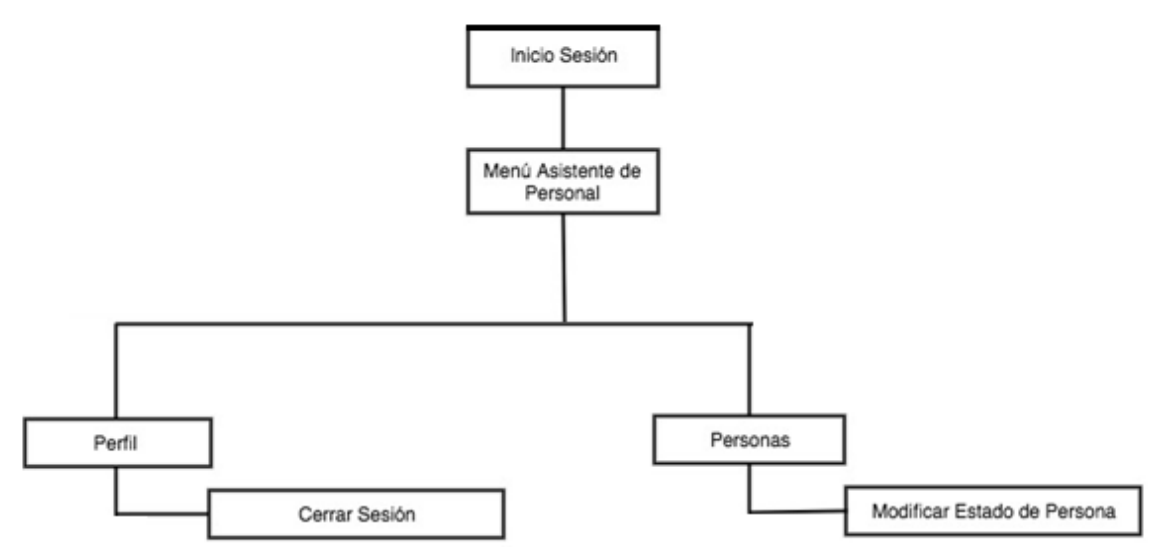 Inicio Sesión
Menú Asistente de
Personal
Perfil
Cerrar Sesión
Personas
Modificar Estado de Persona